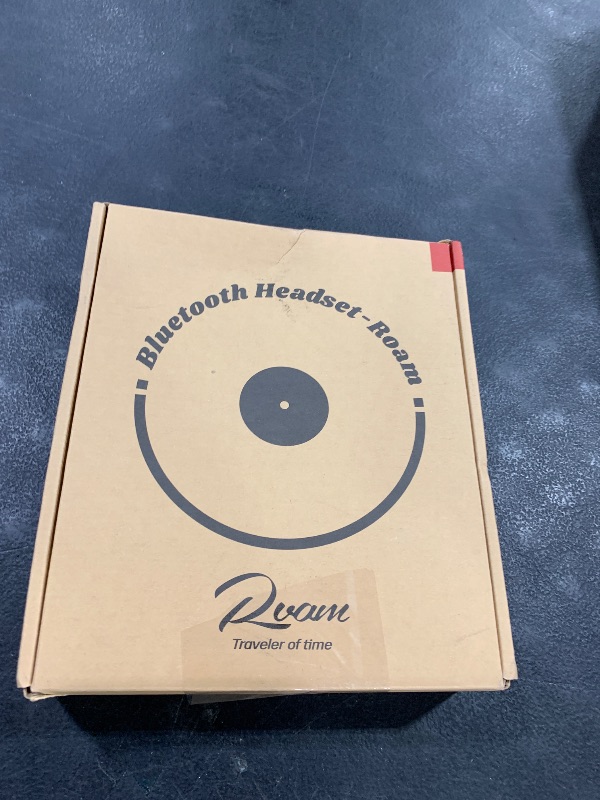 Bluetooth Headset-Roam
Roam
Traveler of time